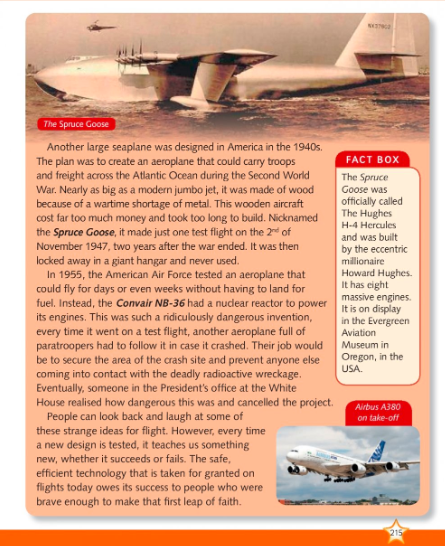 NX37602
The Spruce Goose
Another large seaplane was designed in America in the 1940s.
The plan was to create an aeroplane that could carry troops
and freight across the Atlantic Ocean during the Second World
War. Nearly as big as a modern jumbo jet, it was made of wood
because of a wartime shortage of metal. This wooden aircraft
cost far too much money and took too long to build. Nicknamed
the Spruce Goose, it made just one test flight on the 2nd of
November 1947, two years after the war ended. It was then
locked away in a giant hangar and never used.
In 1955, the American Air Force tested an aeroplane that
could fly for days or even weeks without having to land for
fuel. Instead, the Convair NB-36 had a nuclear reactor to power
its engines. This was such a ridiculously dangerous invention,
every time it went on a test flight, another aeroplane full of
paratroopers had to follow it in case it crashed. Their job would
be to secure the area of the crash site and prevent anyone else
coming into contact with the deadly radioactive wreckage.
Eventually, someone in the President's office at the White
House realised how dangerous this was and cancelled the project.
People can look back and laugh at some of
these strange ideas for flight. However, every time
a new design is tested, it teaches us something
new, whether it succeeds or fails. The safe,
efficient technology that is taken for granted on
flights today owes its success to people who were
brave enough to make that first leap of faith.
FACT BOX
The Spruce
Goose was
officially called
The Hughes
H-4 Hercules
and was built
by the eccentric
millionaire
Howard Hughes.
It has eight
massive engines.
It is on display
in the Evergreen
Aviation
Museum in
Oregon, in the
USA.
Airbus A380
on take-off
215